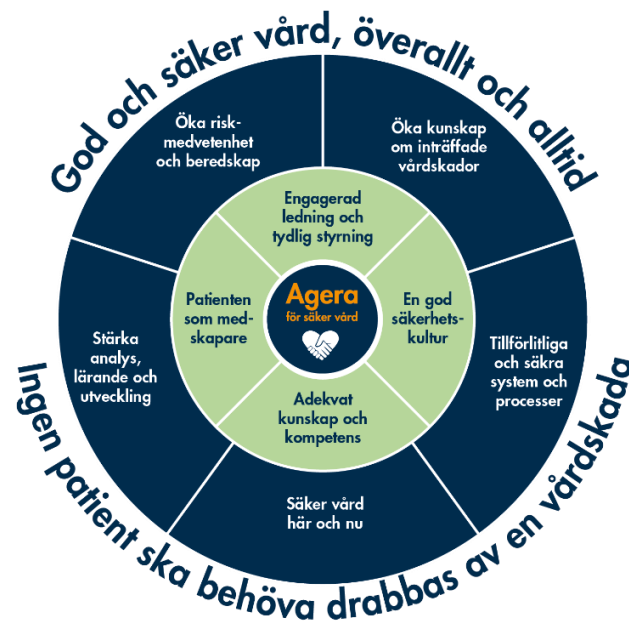 God och säker vård, överallt och alltid
Öka risk-
medvetenhet
och beredskap
Öka kunskap
om inträffade
vårdskador
Engagerad
ledning och
tydlig styrning
Patienten
som med-
skapare
Agera
för säker vård
En god
säkerhets-
kultur
Stärka
analys,
lärande och
utveckling
Tillförlitliga
och säkra
system och
processer
Adekvat
kunskap och
kompetens
Säker vård
här och nu
Ingen patient ska behöva drabbas av en vårdskada